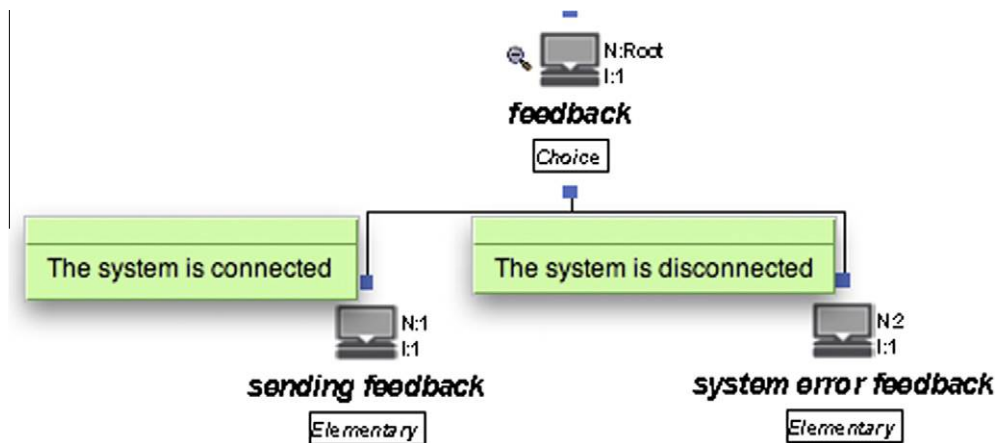 N:Root
I:1
feedback
Choice
The system is connected
The system is disconnected
N:1
I:1
sending feedback
Elementary
N:2
I:1
system error feedback
Elementary